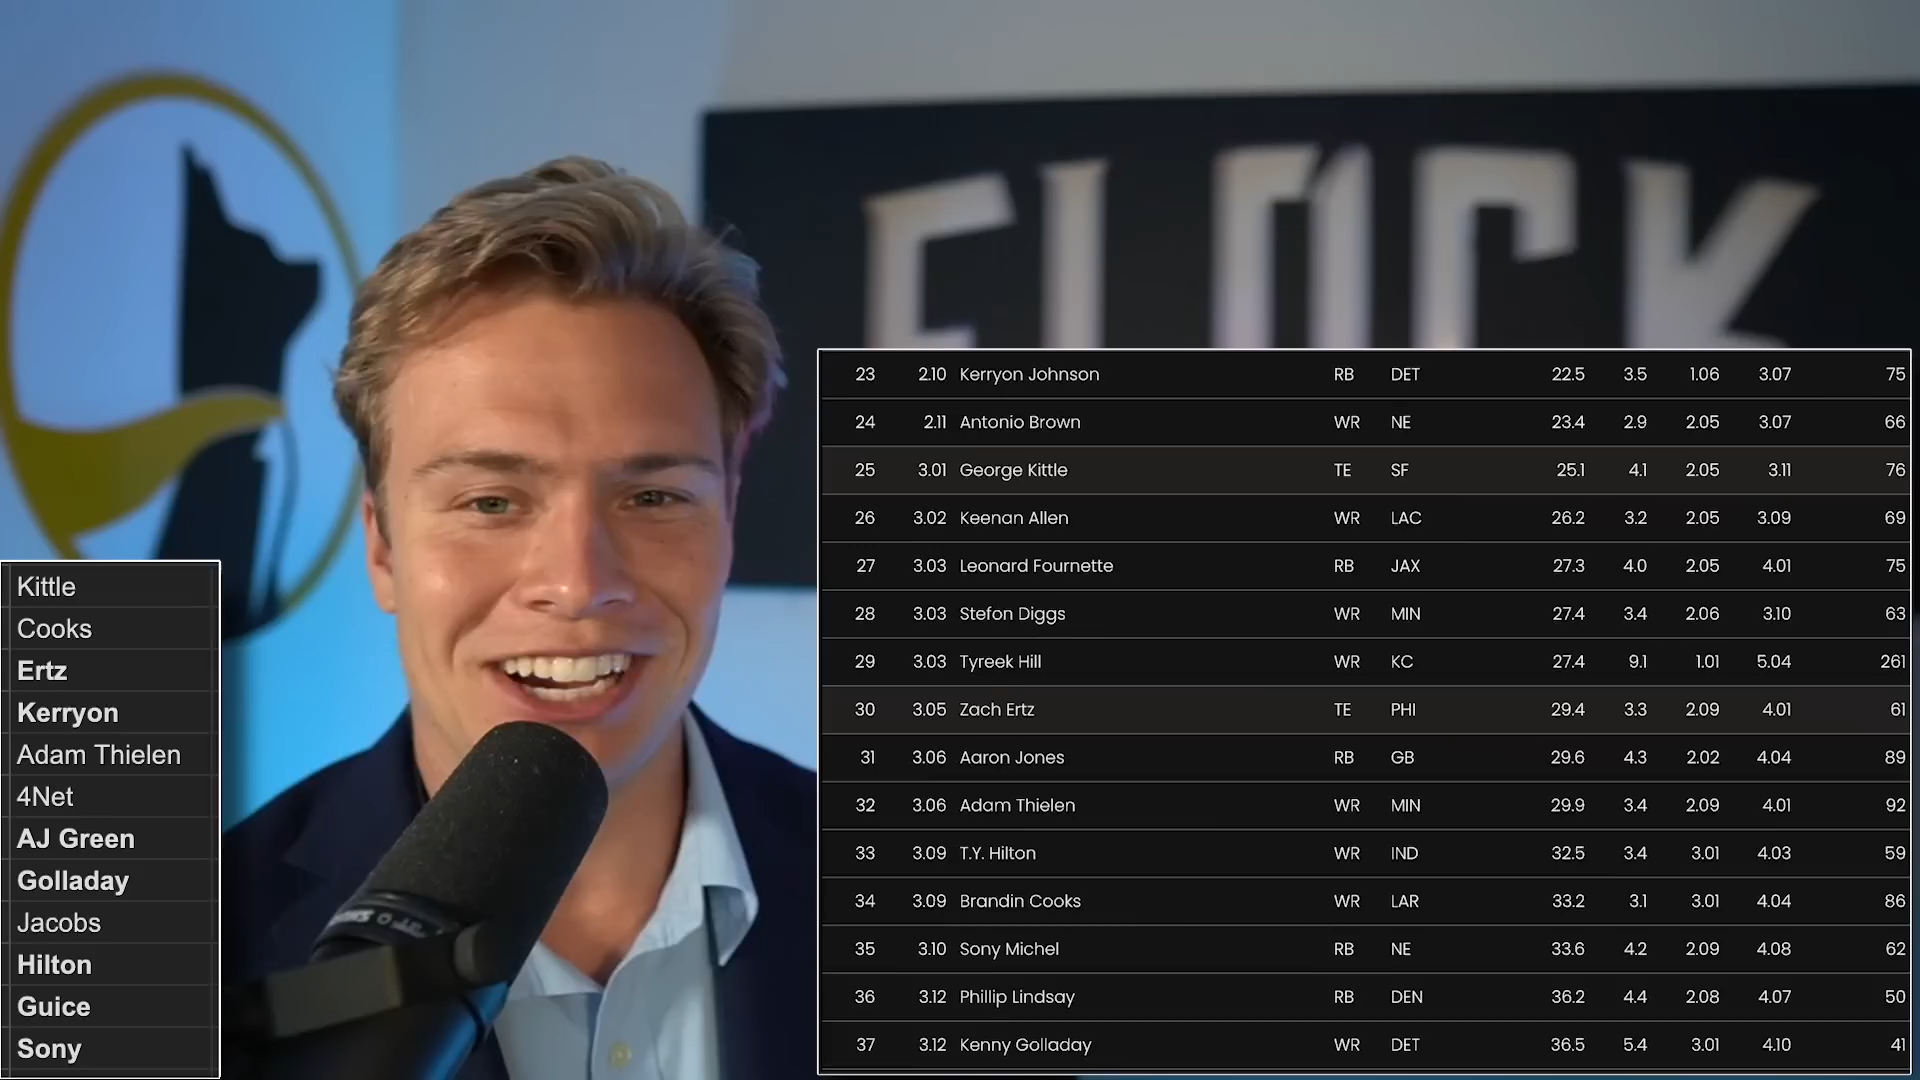 FLOCK
Kittle
Cooks
Ertz
Kerryon
Adam Thielen
4Net
AJ Green
Golladay
Jacobs
Hilton
Guice
Sony
23 2.10 Kerryon Johnson RB DET 22.5 3.5 1.06 3.07 75
24 2.11 Antonio Brown WR NE 23.4 2.9 2.05 3.07 66
25 3.01 George Kittle TE SF 25.1 4.1 2.05 3.11 76
26 3.02 Keenan Allen WR LAC 26.2 3.2 2.05 3.09 69
27 3.03 Leonard Fournette RB JAX 27.3 4.0 2.05 4.01 75
28 3.03 Stefon Diggs WR MIN 27.4 3.4 2.06 3.10 63
29 3.03 Tyreek Hill WR KC 27.4 9.1 1.01 5.04 261
30 3.05 Zach Ertz TE PHI 29.4 3.3 2.09 4.01 61
31 3.06 Aaron Jones RB GB 29.6 4.3 2.02 4.04 89
32 3.06 Adam Thielen WR MIN 29.9 3.4 2.09 4.01 92
33 3.09 T.Y. Hilton WR IND 32.5 3.4 3.01 4.03 59
34 3.09 Brandin Cooks WR LAR 33.2 3.1 3.01 4.04 86
35 3.10 Sony Michel RB NE 33.6 4.2 2.09 4.08 62
36 3.12 Phillip Lindsay RB DEN 36.2 4.4 2.08 4.07 50
37 3.12 Kenny Golladay WR DET 36.5 5.4 3.01 4.10 41